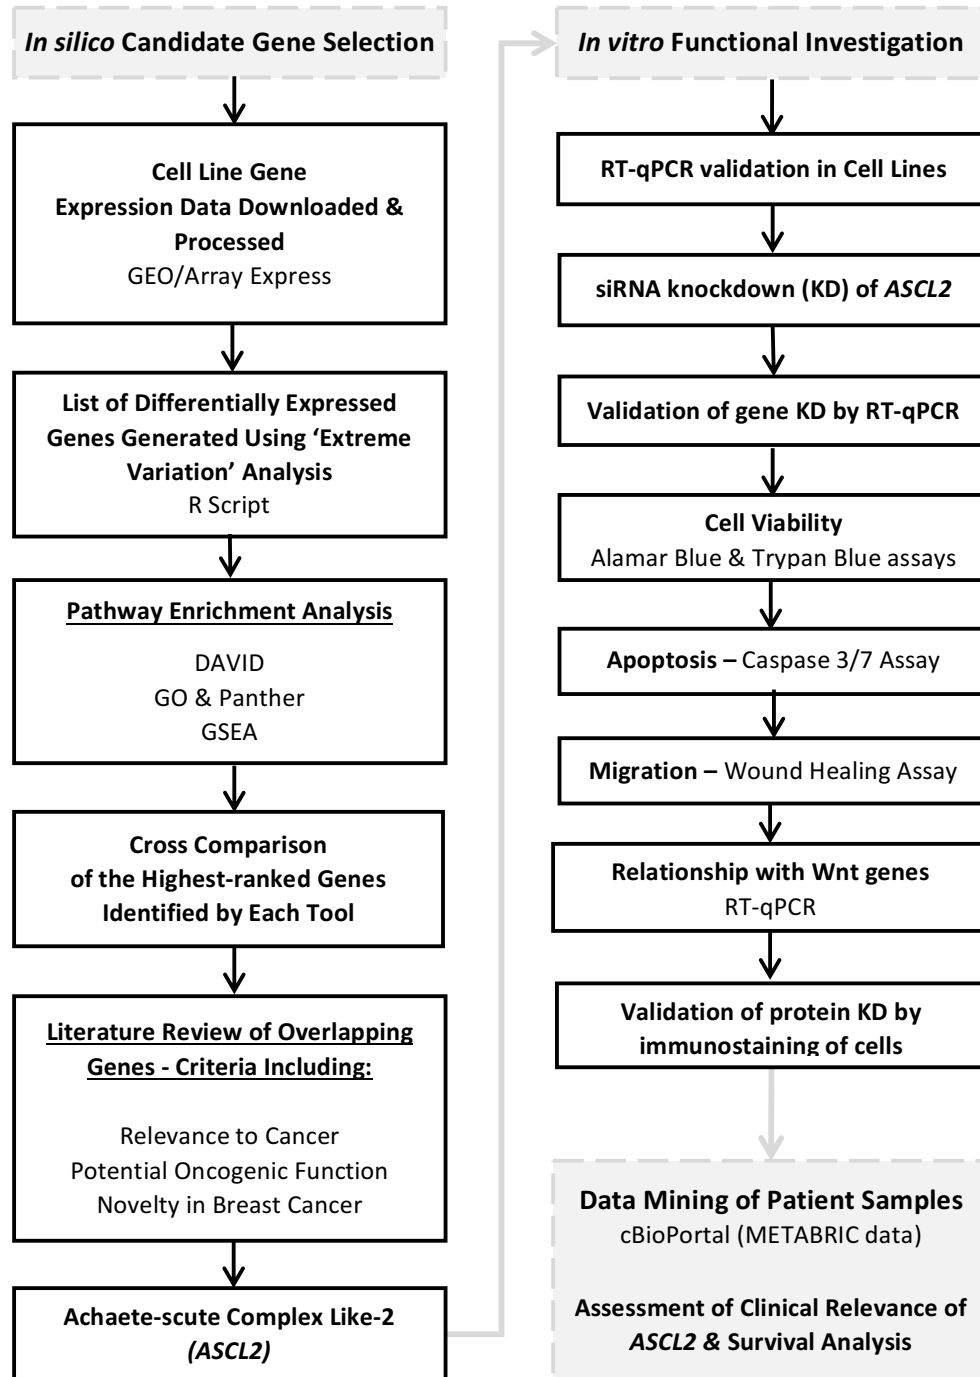 In silico Candidate Gene Selection
Cell Line Gene
Expression Data Downloaded &
Processed
GEO/Array Express
List of Differentially Expressed
Genes Generated Using ‘Extreme
Variation’ Analysis
R Script
Pathway Enrichment Analysis
DAVID
GO & Panther
GSEA
Cross Comparison
of the Highest-ranked Genes
Identified by Each Tool
Literature Review of Overlapping
Genes - Criteria Including:
Relevance to Cancer
Potential Oncogenic Function
Novelty in Breast Cancer
Achaete-scute Complex Like-2
(ASCL2)
In vitro Functional Investigation
RT-qPCR validation in Cell Lines
siRNA knockdown (KD) of ASCL2
Validation of gene KD by RT-qPCR
Cell Viability
Alamar Blue & Trypan Blue assays
Apoptosis – Caspase 3/7 Assay
Migration – Wound Healing Assay
Relationship with Wnt genes
RT-qPCR
Validation of protein KD by
immunostaining of cells
Data Mining of Patient Samples
cBioPortal (METABRIC data)
Assessment of Clinical Relevance of
ASCL2 & Survival Analysis